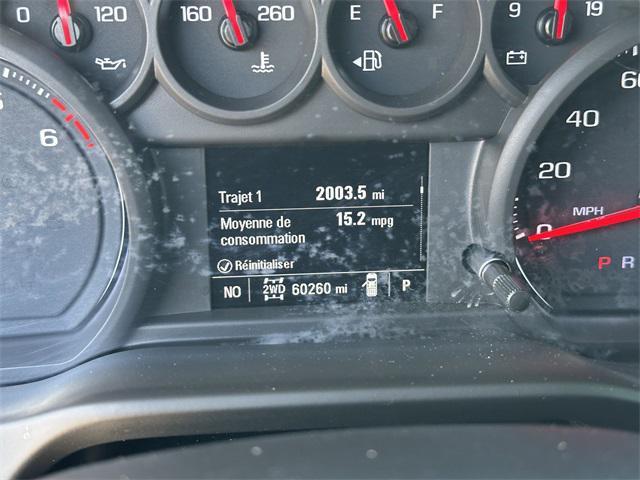 0 120
160 260
E F
9 19
6
60
40
20
0
MPH
P R
Trajet 1 2003.5 mi
Moyenne de 15.2 mpg
consommation
Réinitialiser
NO 2WD 60260 mi P